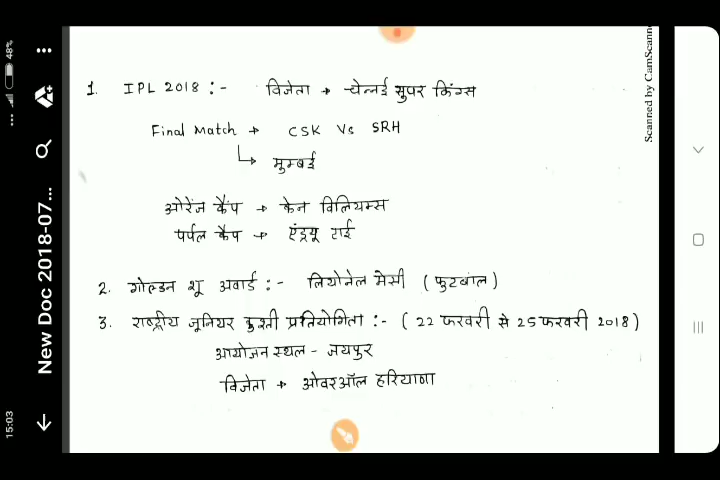 1. IPL 2018 :- विजेता → चेन्नई सुपर किंग्स
Final Match → CSK Vs SRH
↳ मुम्बई
ओरेंज कैंप → केन विलियम्स
पर्पल कैप → एंड्रयू टाई
2. गोल्डन शू अवार्ड :- लियोनेल मेसी (फुटबॉल)
3. राष्ट्रीय जूनियर कुश्ती प्रतियोगिता :- (22 फरवरी से 25 फरवरी 2018)
आयोजन स्थल - जयपुर
विजेता → ओवरऑल हरियाणा
Scanned by CamScann
New Doc 2018-07...
15:03
48%